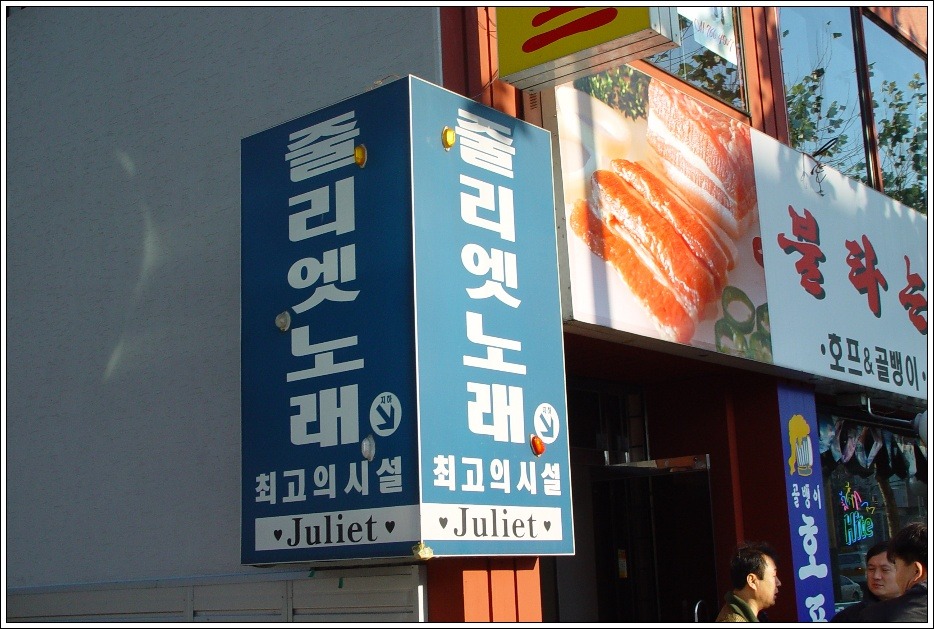 줄리엣노래
지하
최고의시설
♥Juliet♥
줄리엣노래
지하
최고의시설
♥Juliet♥
불타는
·호프&골뱅이·
골뱅이
호프
Hite